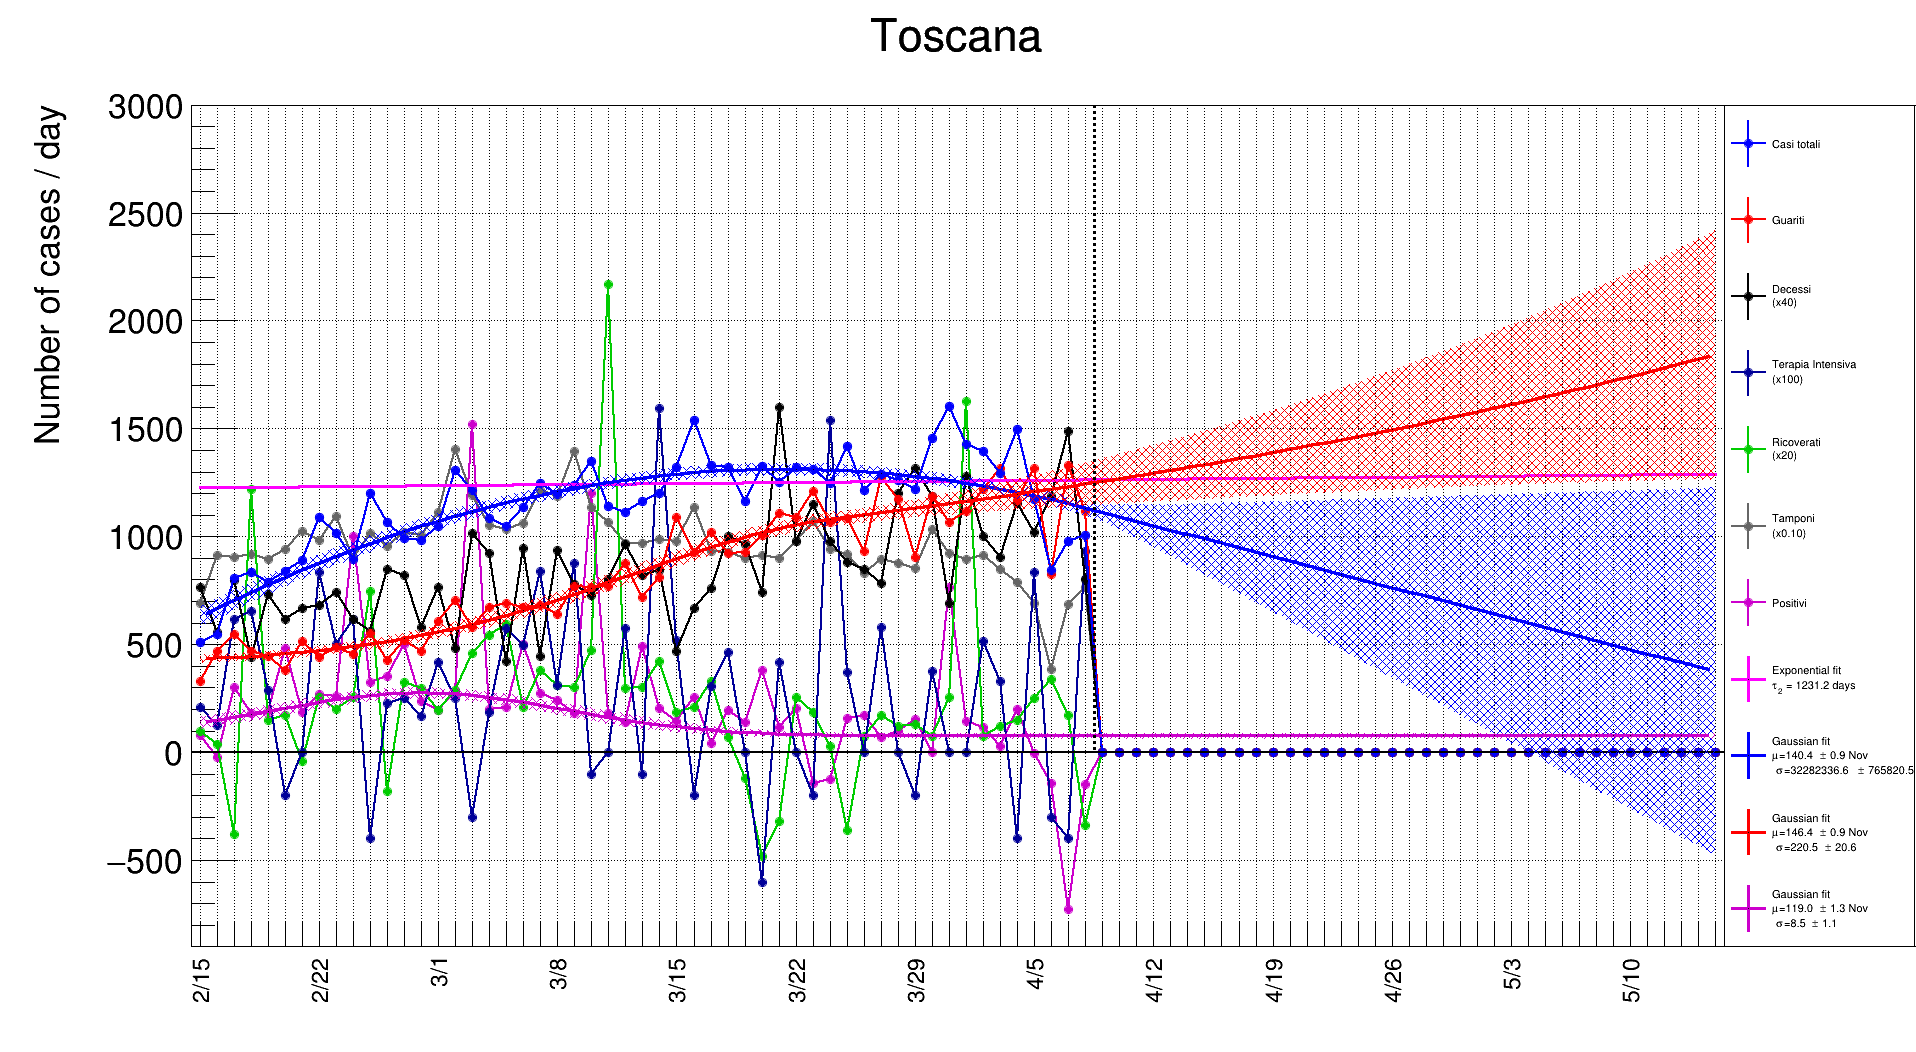 Toscana
Number of cases / day
3000
2500
2000
1500
1000
500
0
−500
2/15
2/22
3/1
3/8
3/15
3/22
3/29
4/5
4/12
4/19
4/26
5/3
5/10
Casi totali
Guariti
Decessi
(x40)
Terapia Intensiva
(x100)
Ricoverati
(x20)
Tamponi
(x0.10)
Positivi
Exponential fit
τ2 = 1231.2 days
Gaussian fit
μ=140.4 ± 0.9 Nov
σ=32282336.6 ± 765820.5
Gaussian fit
μ=146.4 ± 0.9 Nov
σ=220.5 ± 20.6
Gaussian fit
μ=119.0 ± 1.3 Nov
σ=8.5 ± 1.1